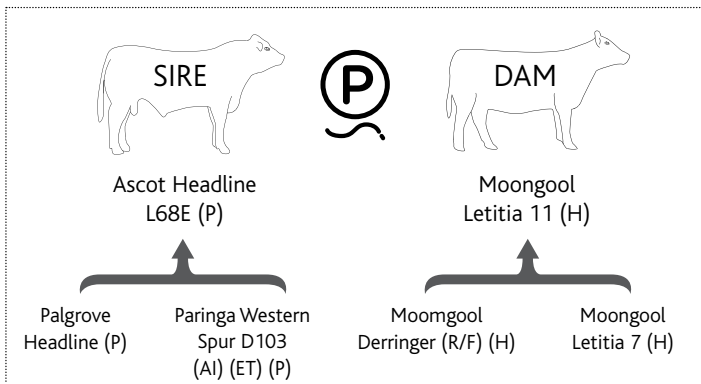 SIRE
P
DAM
Ascot Headline
L68E (P)
Moongool
Letitia 11 (H)
Palgrove
Headline (P)
Paringa Western
Spur D103
(AI) (ET) (P)
Moomgool
Derringer (R/F) (H)
Moongool
Letitia 7 (H)